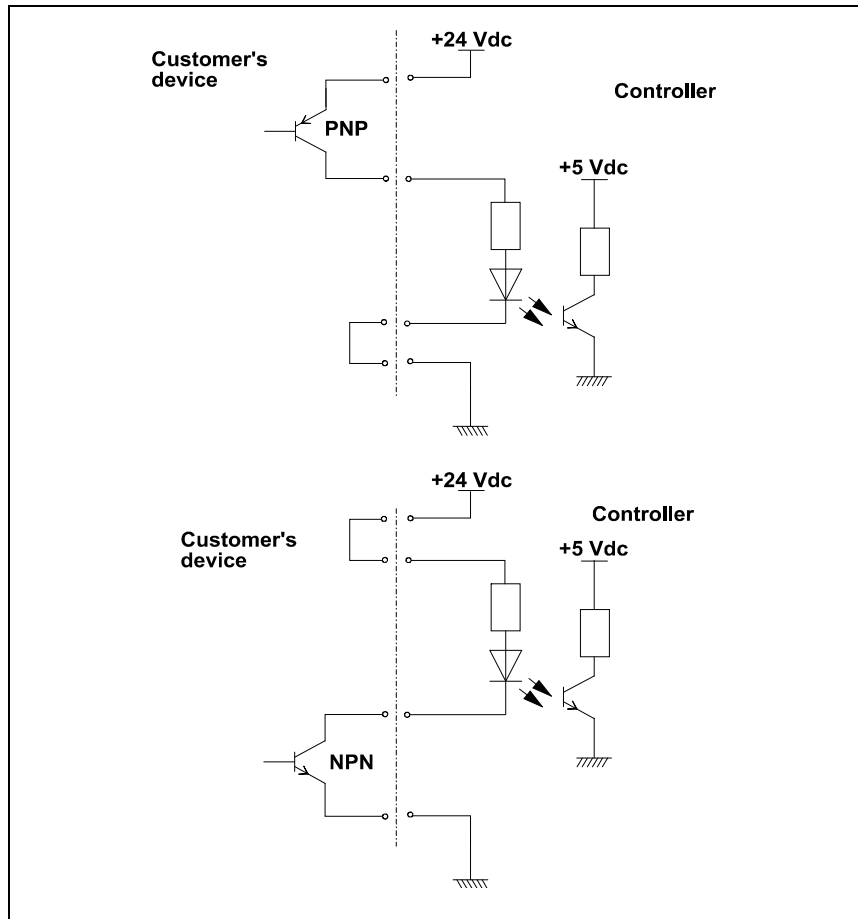 +24 Vdc
Customer's
device
Controller
PNP
+5 Vdc
+24 Vdc
Controller
Customer's
device
+5 Vdc
NPN